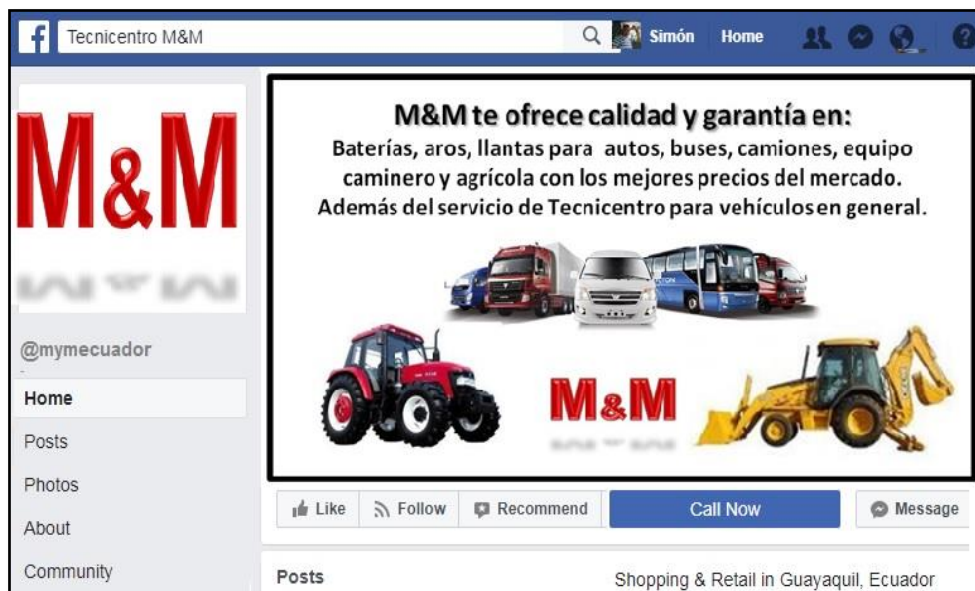 Tecnicentro M&M
Simón Home
M&M
@mymecuador
Home
Posts
Photos
About
Community
M&M te ofrece calidad y garantía en:
Baterías, aros, llantas para autos, buses, camiones, equipo
caminero y agrícola con los mejores precios del mercado.
Además del servicio de Tecnicentro para vehículos en general.
M&M
Like Follow Recommend Call Now Message
Posts
Shopping & Retail in Guayaquil, Ecuador